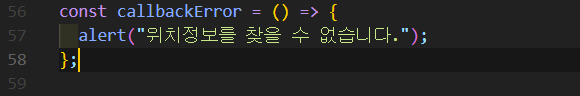 56 const callbackError = () => {
57 alert("위치정보를 찾을 수 없습니다.");
58 };
59